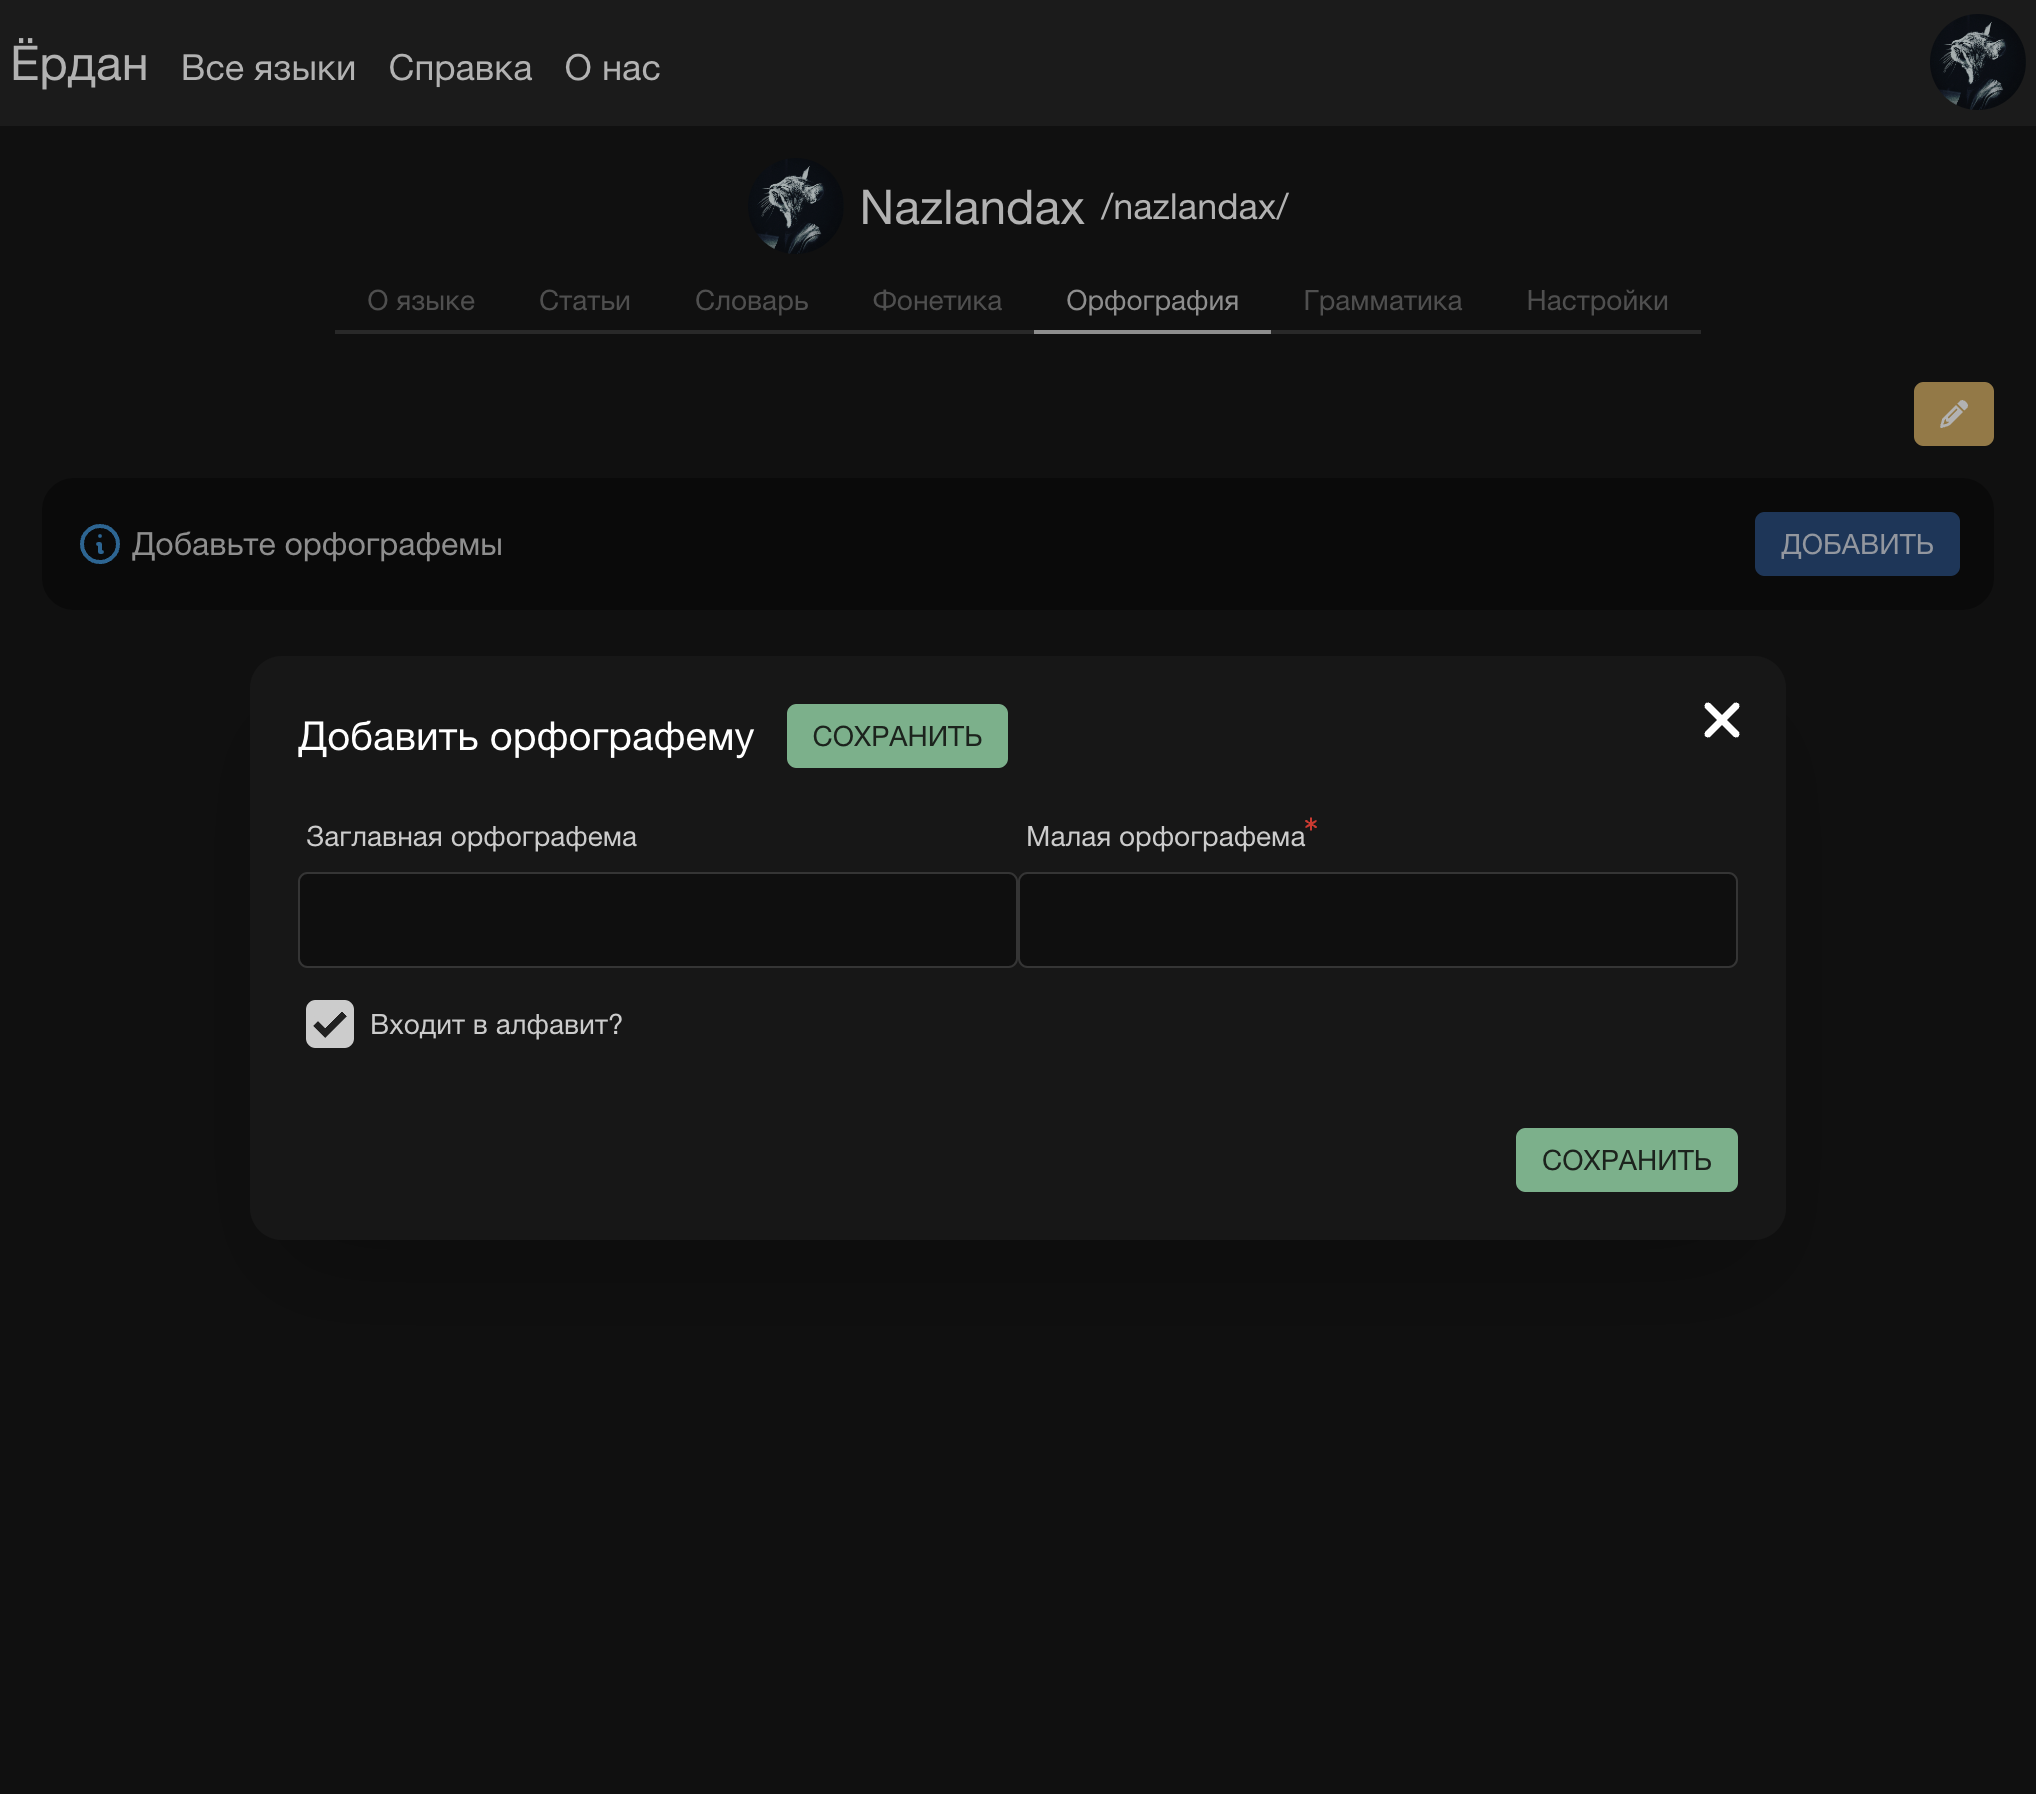 Ёрдан Все языки Справка О нас
Nazlandax /nazlandax/
О языке Статьи Словарь Фонетика Орфография Грамматика Настройки
Добавьте орфографемы ДОБАВИТЬ
Добавить орфографему СОХРАНИТЬ
Заглавная орфографема Малая орфографема*
Входит в алфавит?
СОХРАНИТЬ